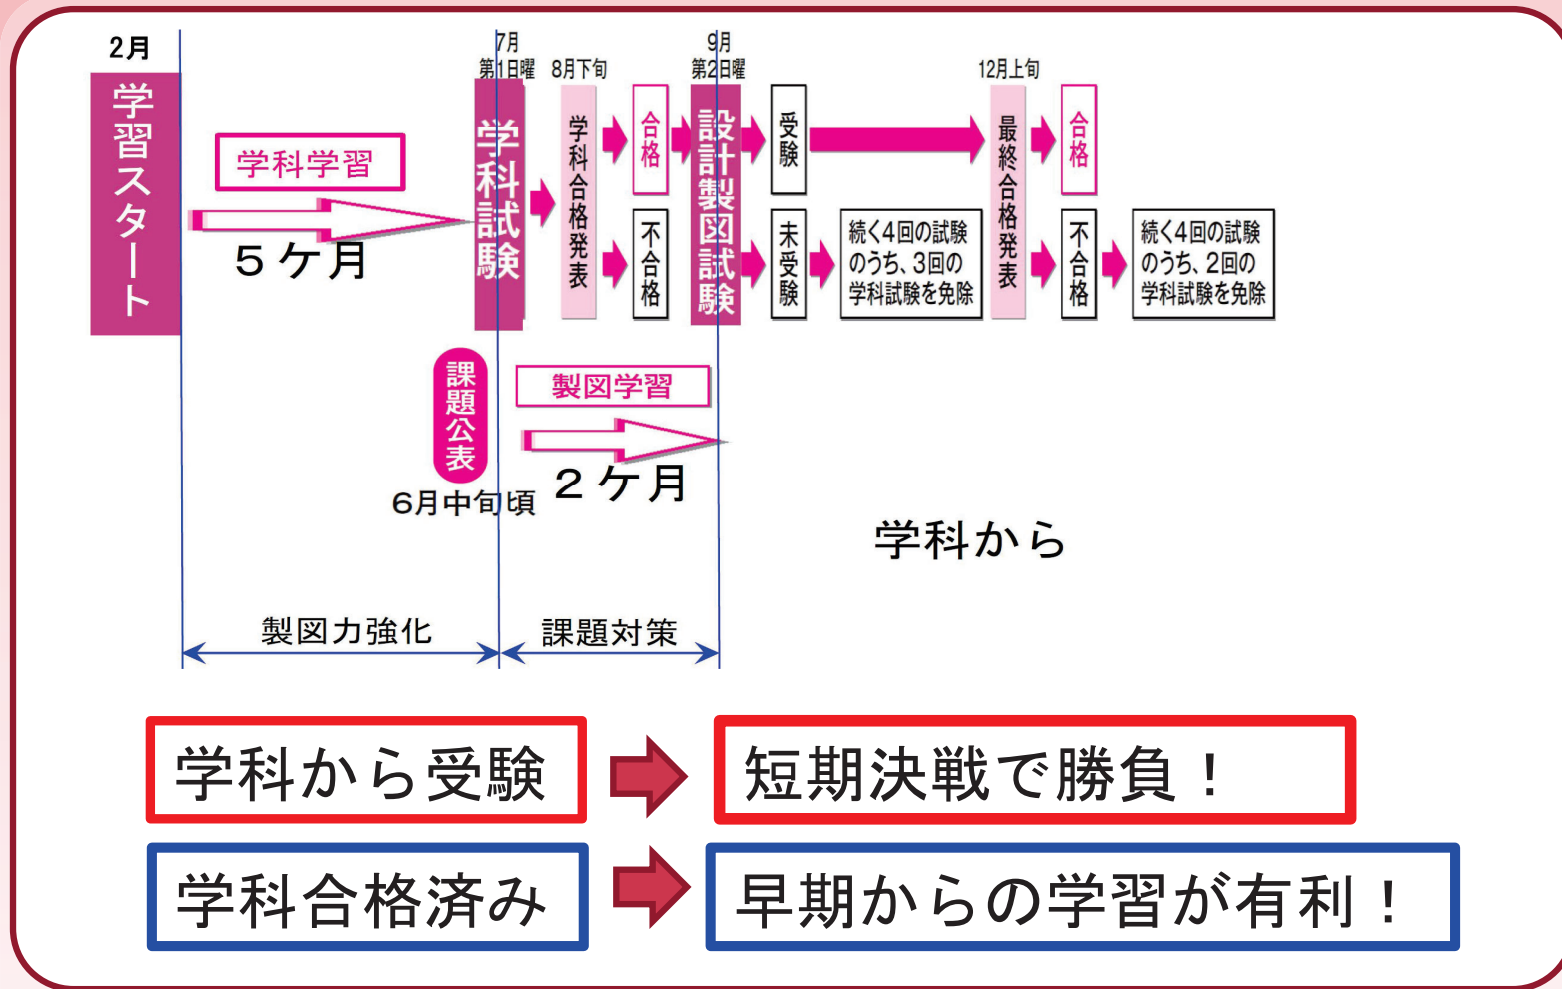 2月
学習スタート
学科学習
5ケ月
7月
第1日曜
学科試験
8月下旬
学科合格発表
合格
不合格
9月
第2日曜
設計製図試験
受験
未受験
続く4回の試験
のうち、3回の
学科試験を免除
12月上旬
最終合格発表
合格
不合格
続く4回の試験
のうち、2回の
学科試験を免除
課題公表
6月中旬頃
製図学習
2ケ月
学科から
製図力強化
課題対策
学科から受験
短期決戦で勝負！
学科合格済み
早期からの学習が有利！